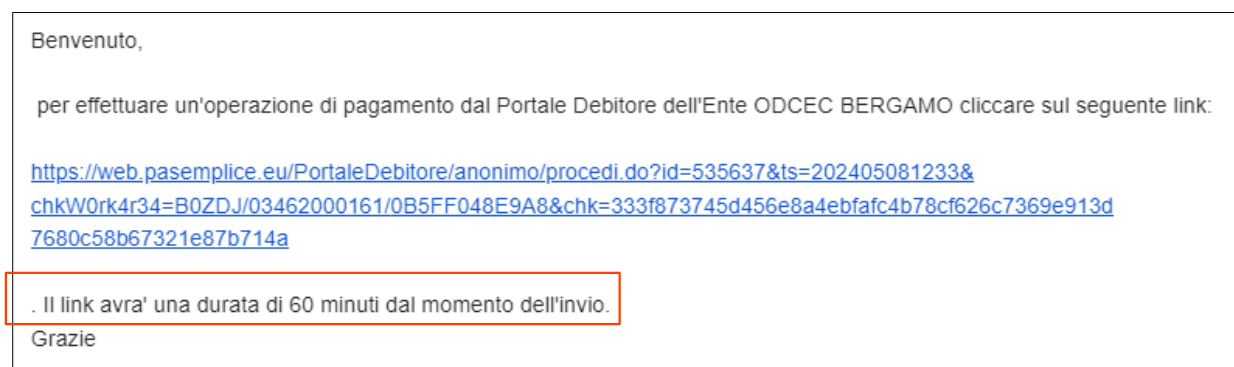 Benvenuto,
per effettuare un'operazione di pagamento dal Portale Debitore dell'Ente ODCEC BERGAMO cliccare sul seguente link:
https://web.pasemplice.eu/PortaleDebitore/anonimo/procedi.do?id=535637&ts=202405081233&
chkW0rk4r34=B0ZDJ/03462000161/0B5FF048E9A8&chk=333f873745d456e8a4ebfafc4b78cf626c7369e913d
7680c58b67321e87b714a
. Il link avra' una durata di 60 minuti dal momento dell'invio.
Grazie